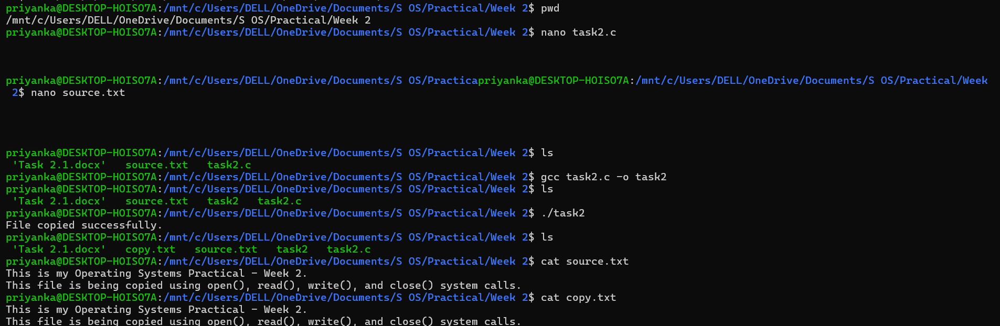 priyanka@DESKTOP-HOISO7A:/mnt/c/Users/DELL/OneDrive/Documents/S OS/Practical/Week 2$ pwd
/mnt/c/Users/DELL/OneDrive/Documents/S OS/Practical/Week 2
priyanka@DESKTOP-HOISO7A:/mnt/c/Users/DELL/OneDrive/Documents/S OS/Practical/Week 2$ nano task2.c
priyanka@DESKTOP-HOISO7A:/mnt/c/Users/DELL/OneDrive/Documents/S OS/Practicapriyanka@DESKTOP-HOISO7A:/mnt/c/Users/DELL/OneDrive/Documents/S OS/Practical/Week
2$ nano source.txt
priyanka@DESKTOP-HOISO7A:/mnt/c/Users/DELL/OneDrive/Documents/S OS/Practical/Week 2$ ls
'Task 2.1.docx'   source.txt   task2.c
priyanka@DESKTOP-HOISO7A:/mnt/c/Users/DELL/OneDrive/Documents/S OS/Practical/Week 2$ gcc task2.c -o task2
priyanka@DESKTOP-HOISO7A:/mnt/c/Users/DELL/OneDrive/Documents/S OS/Practical/Week 2$ ls
'Task 2.1.docx'   source.txt   task2   task2.c
priyanka@DESKTOP-HOISO7A:/mnt/c/Users/DELL/OneDrive/Documents/S OS/Practical/Week 2$ ./task2
File copied successfully.
priyanka@DESKTOP-HOISO7A:/mnt/c/Users/DELL/OneDrive/Documents/S OS/Practical/Week 2$ ls
'Task 2.1.docx'   copy.txt   source.txt   task2   task2.c
priyanka@DESKTOP-HOISO7A:/mnt/c/Users/DELL/OneDrive/Documents/S OS/Practical/Week 2$ cat source.txt
This is my Operating Systems Practical - Week 2.
This file is being copied using open(), read(), write(), and close() system calls.
priyanka@DESKTOP-HOISO7A:/mnt/c/Users/DELL/OneDrive/Documents/S OS/Practical/Week 2$ cat copy.txt
This is my Operating Systems Practical - Week 2.
This file is being copied using open(), read(), write(), and close() system calls.